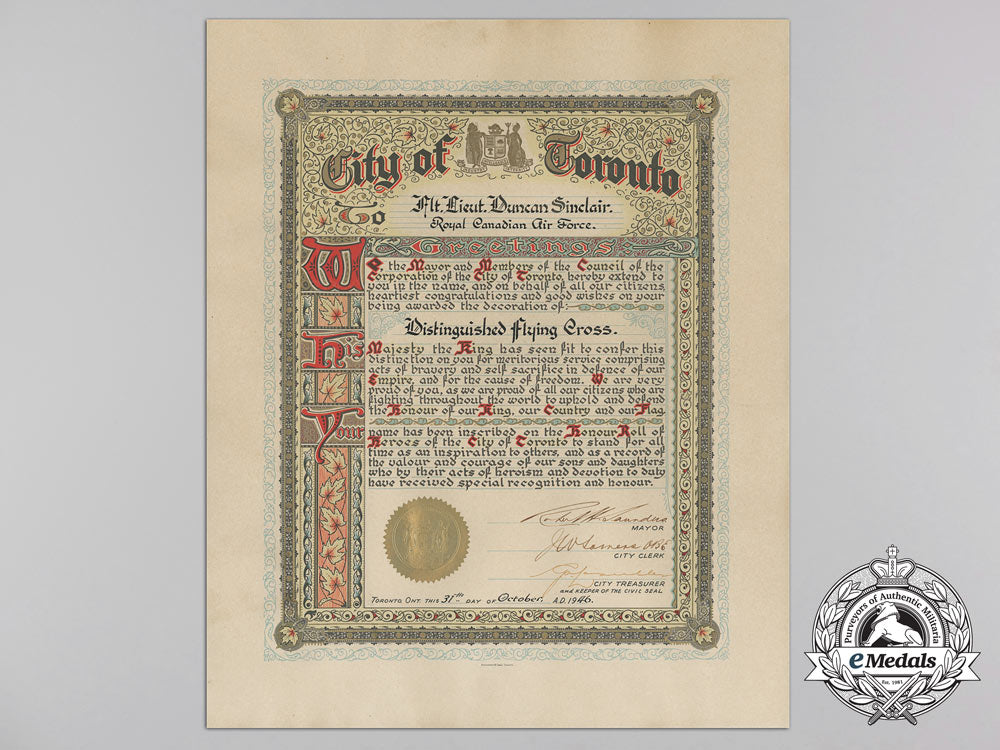 City of Toronto
To
Flt. Lieut. Duncan Sinclair.
Royal Canadian Air Force.
Greetings
We, the Mayor and Members of the Council of the
Corporation of the City of Toronto, hereby extend to
you in the name, and on behalf of all our citizens,
heartiest congratulations and good wishes on your
being awarded the decoration of
Distinguished Flying Cross.
His Majesty the King has seen fit to confer this
distinction on you for meritorious service comprising
acts of bravery and self sacrifice in defence of our
Empire, and for the cause of freedom. We are very
proud of you, as we are proud of all our citizens who are
fighting throughout the world to uphold and defend
the Honour of our King, our Country and our Flag
Your name has been inscribed on the Honour Roll of
Heroes of the City of Toronto to stand for all
time as an inspiration to others, and as a record of
the valour and courage of our sons and daughters
who by their acts of heroism and devotion to duty
have received special recognition and honour.
Robert H. Saunders
MAYOR
J W Somers OBE
CITY CLERK
CITY TREASURER
and KEEPER OF THE CIVIC SEAL
TORONTO, ONT. THIS 31st DAY OF October. A.D. 1946.
Purveyors of Authentic Militaria
eMedals
Est. 1981